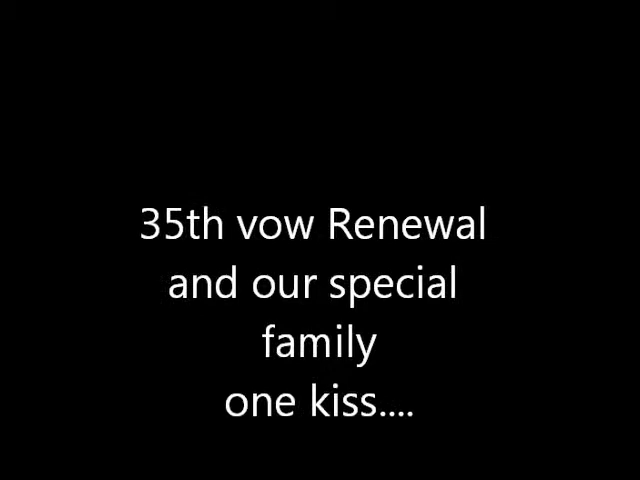 35th vow Renewal
and our special
family
one kiss....